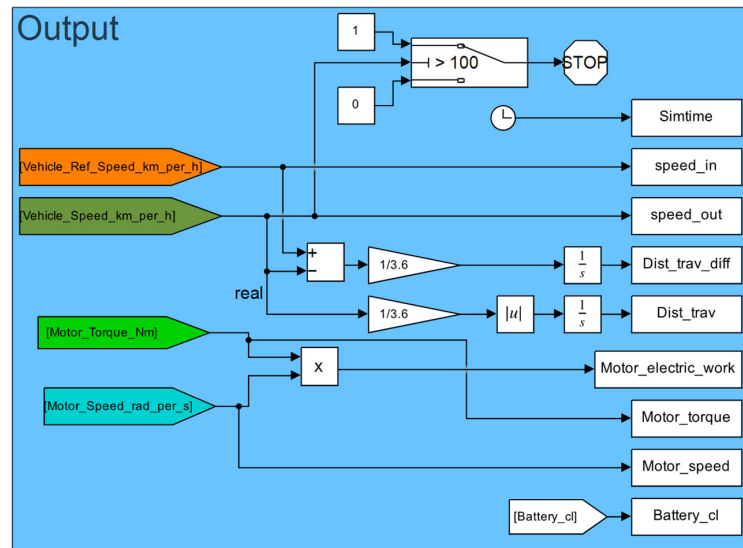 Output
1
> 100
STOP
0
Simtime
[Vehicle_Ref_Speed_km_per_h]
speed_in
[Vehicle_Speed_km_per_h]
speed_out
+
−
1/3.6
1
s
Dist_trav_diff
real
1/3.6
|u|
1
s
Dist_trav
[Motor_Torque_Nm]
X
Motor_electric_work
[Motor_Speed_rad_per_s]
Motor_torque
Motor_speed
[Battery_cl]
Battery_cl